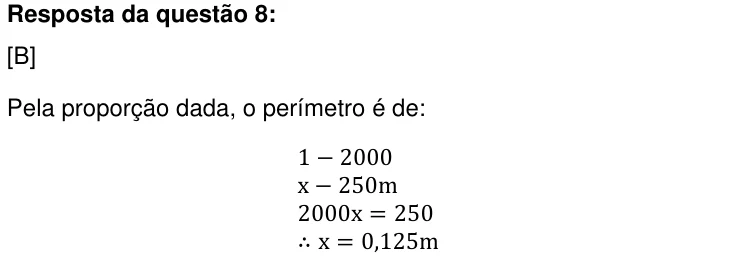 Resposta da questão 8:
[B]
Pela proporção dada, o perímetro é de:
1 − 2000
x − 250m
2000x = 250
∴ x = 0,125m